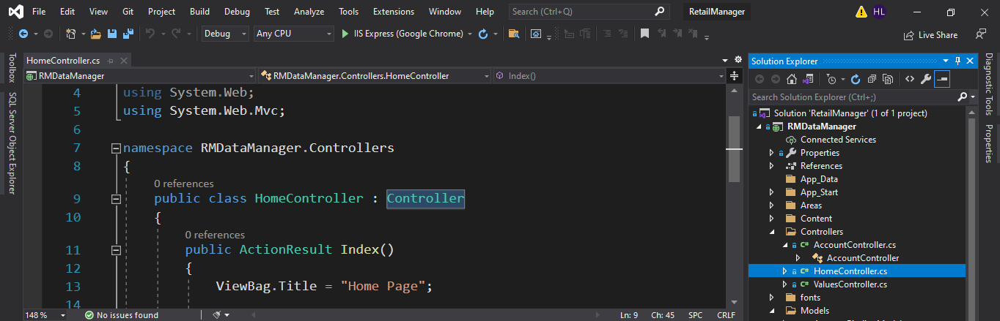 File Edit View Git Project Build Debug Test Analyze Tools Extensions Window Help Search (Ctrl+Q) RetailManager HL
Debug Any CPU IIS Express (Google Chrome) Live Share
Toolbox
SQL Server Object Explorer
HomeController.cs
RMDataManager RMDataManager.Controllers.HomeController Index()
4 using System.Web;
5 using System.Web.Mvc;
6
7 namespace RMDataManager.Controllers
8 {
0 references
9 public class HomeController : Controller
10 {
0 references
11 public ActionResult Index()
12 {
13 ViewBag.Title = "Home Page";
14
148 % No issues found Ln: 9 Ch: 45 SPC CRLF
Solution Explorer
Search Solution Explorer (Ctrl+;)
Solution 'RetailManager' (1 of 1 project)
RMDataManager
Connected Services
Properties
References
App_Data
App_Start
Areas
Content
Controllers
C# AccountController.cs
AccountController
C# HomeController.cs
C# ValuesController.cs
fonts
Models
Diagnostic Tools
Properties